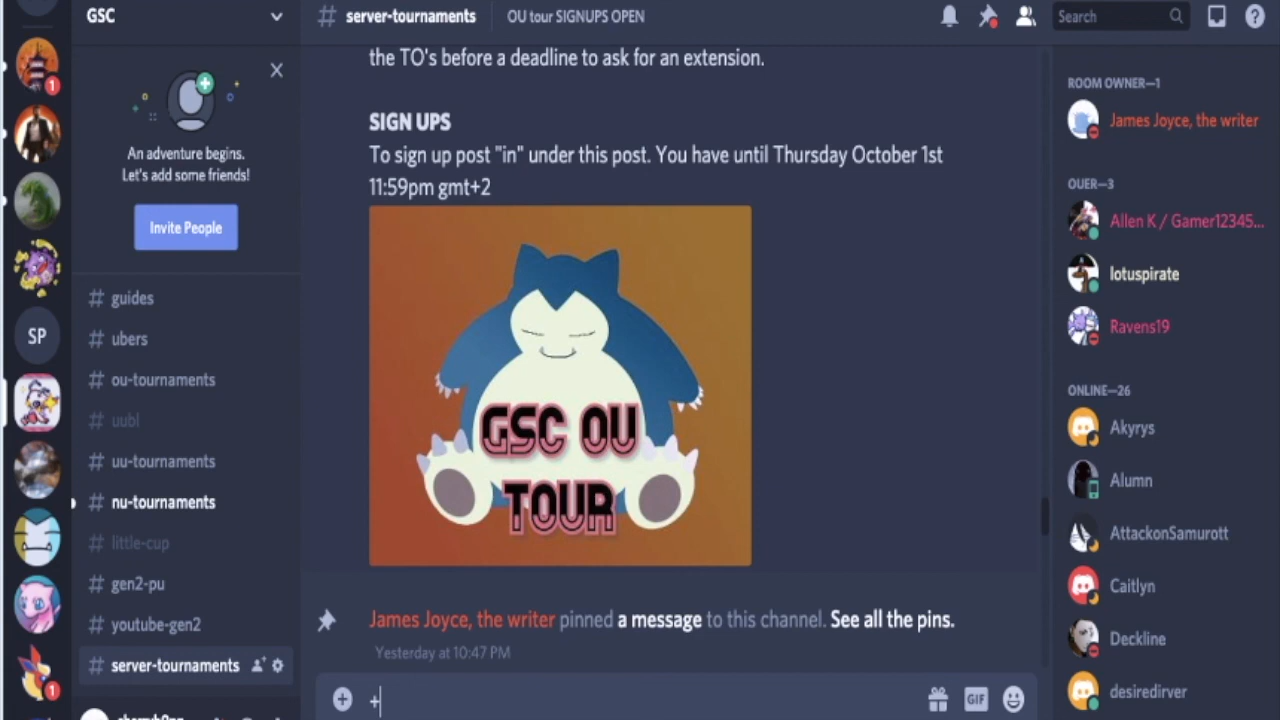 GSC
# server-tournaments
OU tour SIGNUPS OPEN
Search
1
An adventure begins.
Let's add some friends!
Invite People
SP
1
# guides
# ubers
# ou-tournaments
# uubl
# uu-tournaments
# nu-tournaments
# little-cup
# gen2-pu
# youtube-gen2
# server-tournaments
the TO's before a deadline to ask for an extension.
SIGN UPS
To sign up post "in" under this post. You have until Thursday October 1st
11:59pm gmt+2
GSC OU
TOUR
James Joyce, the writer pinned a message to this channel. See all the pins.
Yesterday at 10:47 PM
+
GIF
ROOM OWNER—1
James Joyce, the writer
OUER—3
Allen K / Gamer12345...
lotuspirate
Ravens19
ONLINE—26
Akyrys
Alumn
AttackonSamurott
Caitlyn
Deckline
desiredirver